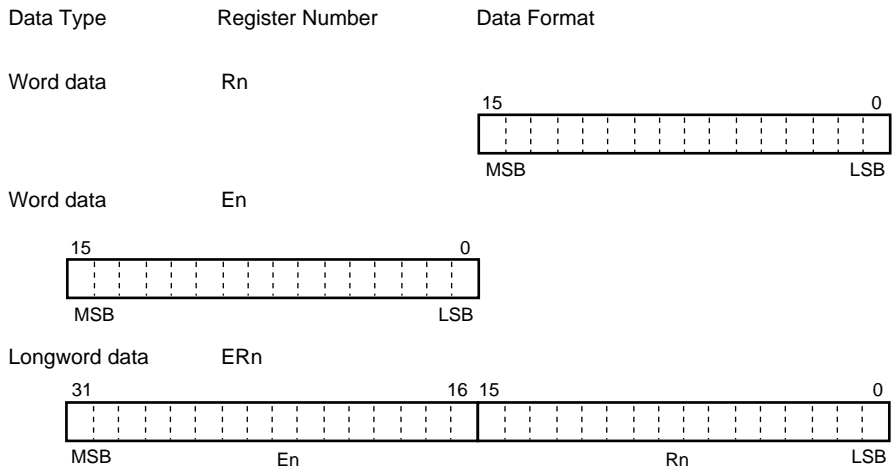 Data Type Register Number Data Format
Word data Rn
15 0
MSB LSB
Word data En
15 0
MSB LSB
Longword data ERn
31 16 15 0
MSB En Rn LSB